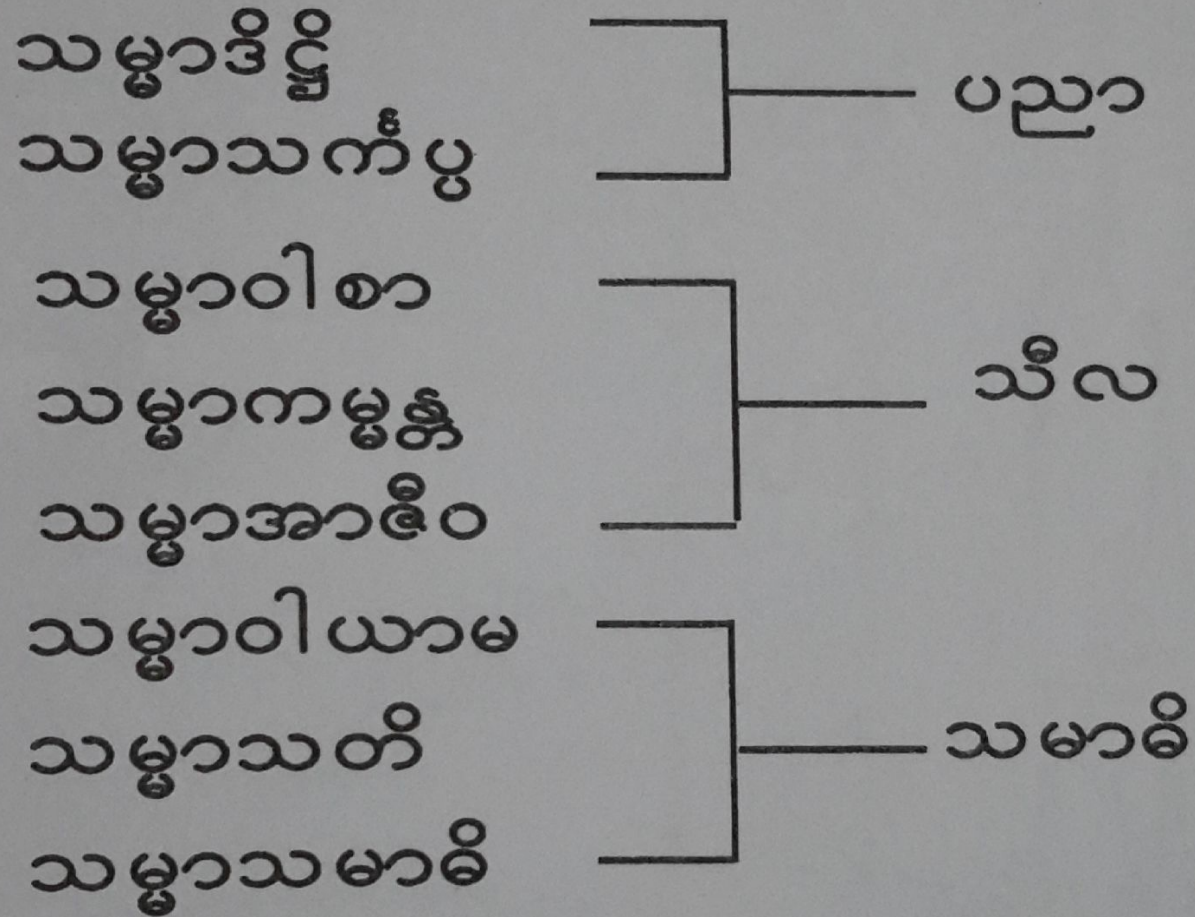 သမ္မာဒိဋ္ဌိ
သမ္မာသင်္ကပ္ပ
ပညာ
သမ္မာဝါစာ
သမ္မာကမ္မန္တ
သမ္မာအာဇီဝ
သီလ
သမ္မာဝါယာမ
သမ္မာသတိ
သမ္မာသမာဓိ
သမာဓိ